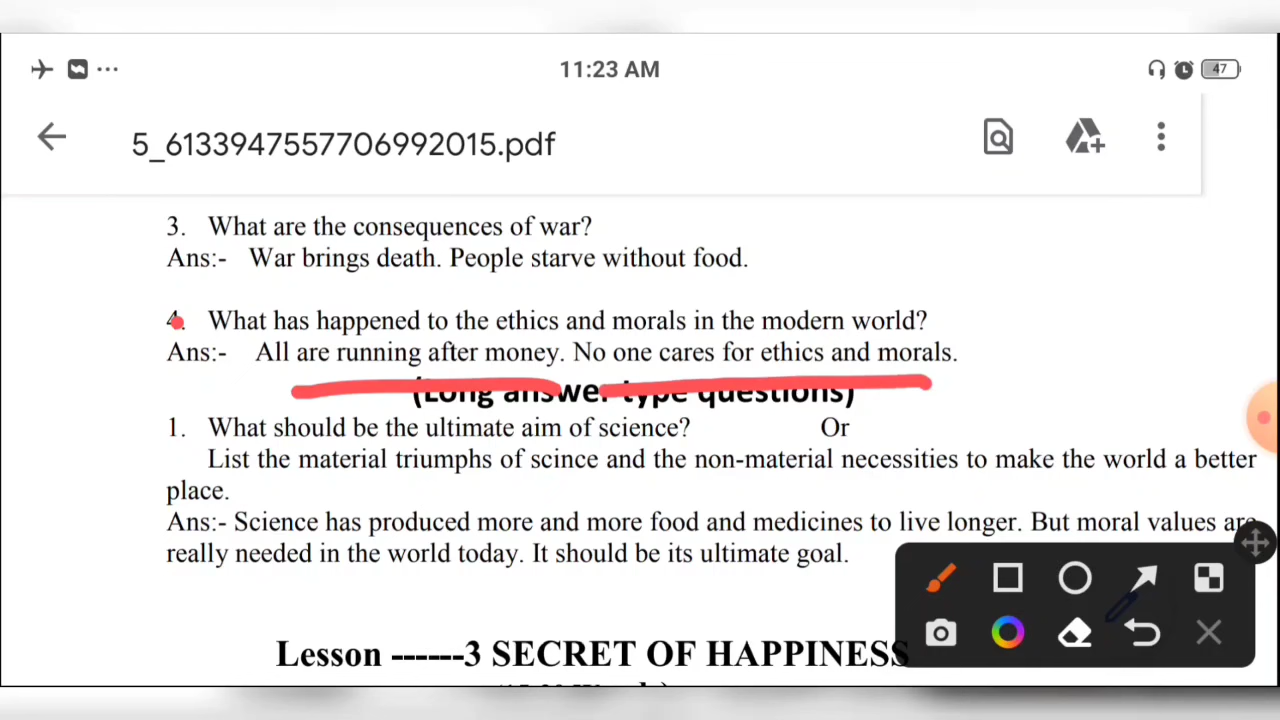 11:23 AM
47
5_6133947557706992015.pdf
3. What are the consequences of war?
Ans:- War brings death. People starve without food.
4. What has happened to the ethics and morals in the modern world?
Ans:- All are running after money. No one cares for ethics and morals.
(Long answer type questions)
1. What should be the ultimate aim of science? Or
List the material triumphs of scince and the non-material necessities to make the world a better
place.
Ans:- Science has produced more and more food and medicines to live longer. But moral values are
really needed in the world today. It should be its ultimate goal.
Lesson ------3 SECRET OF HAPPINESS